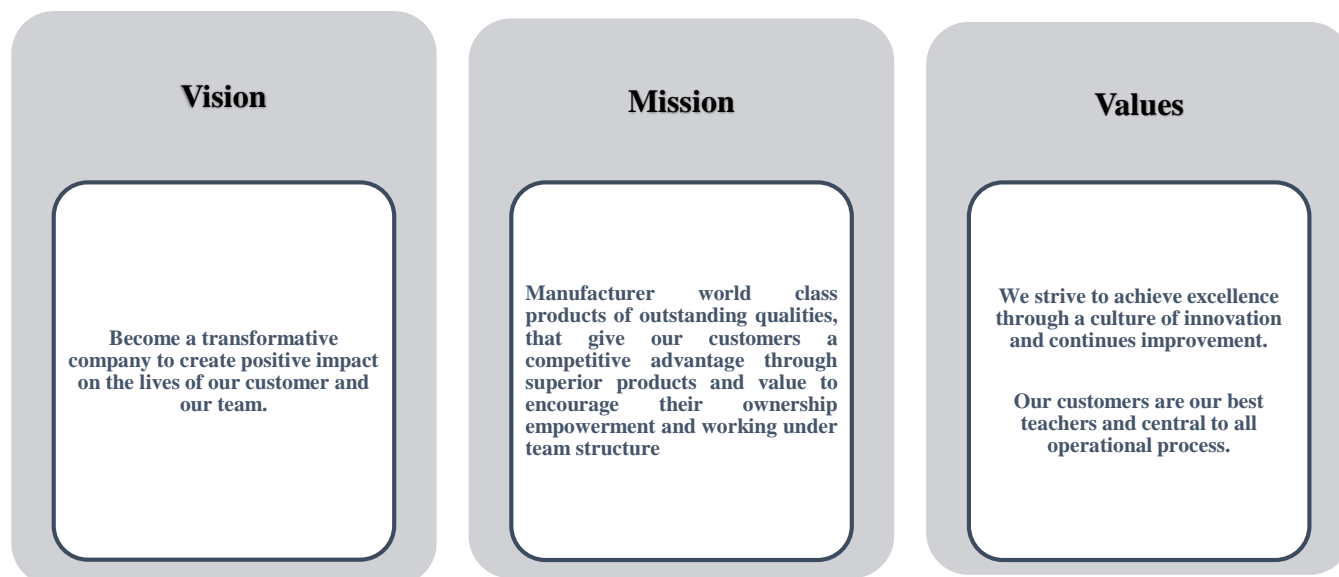 Vision
Become a transformative
company to create positive impact
on the lives of our customer and
our team.
Mission
Manufacturer world class
products of outstanding qualities,
that give our customers a
competitive advantage through
superior products and value to
encourage their ownership
empowerment and working under
team structure
Values
We strive to achieve excellence
through a culture of innovation
and continues improvement.
Our customers are our best
teachers and central to all
operational process.